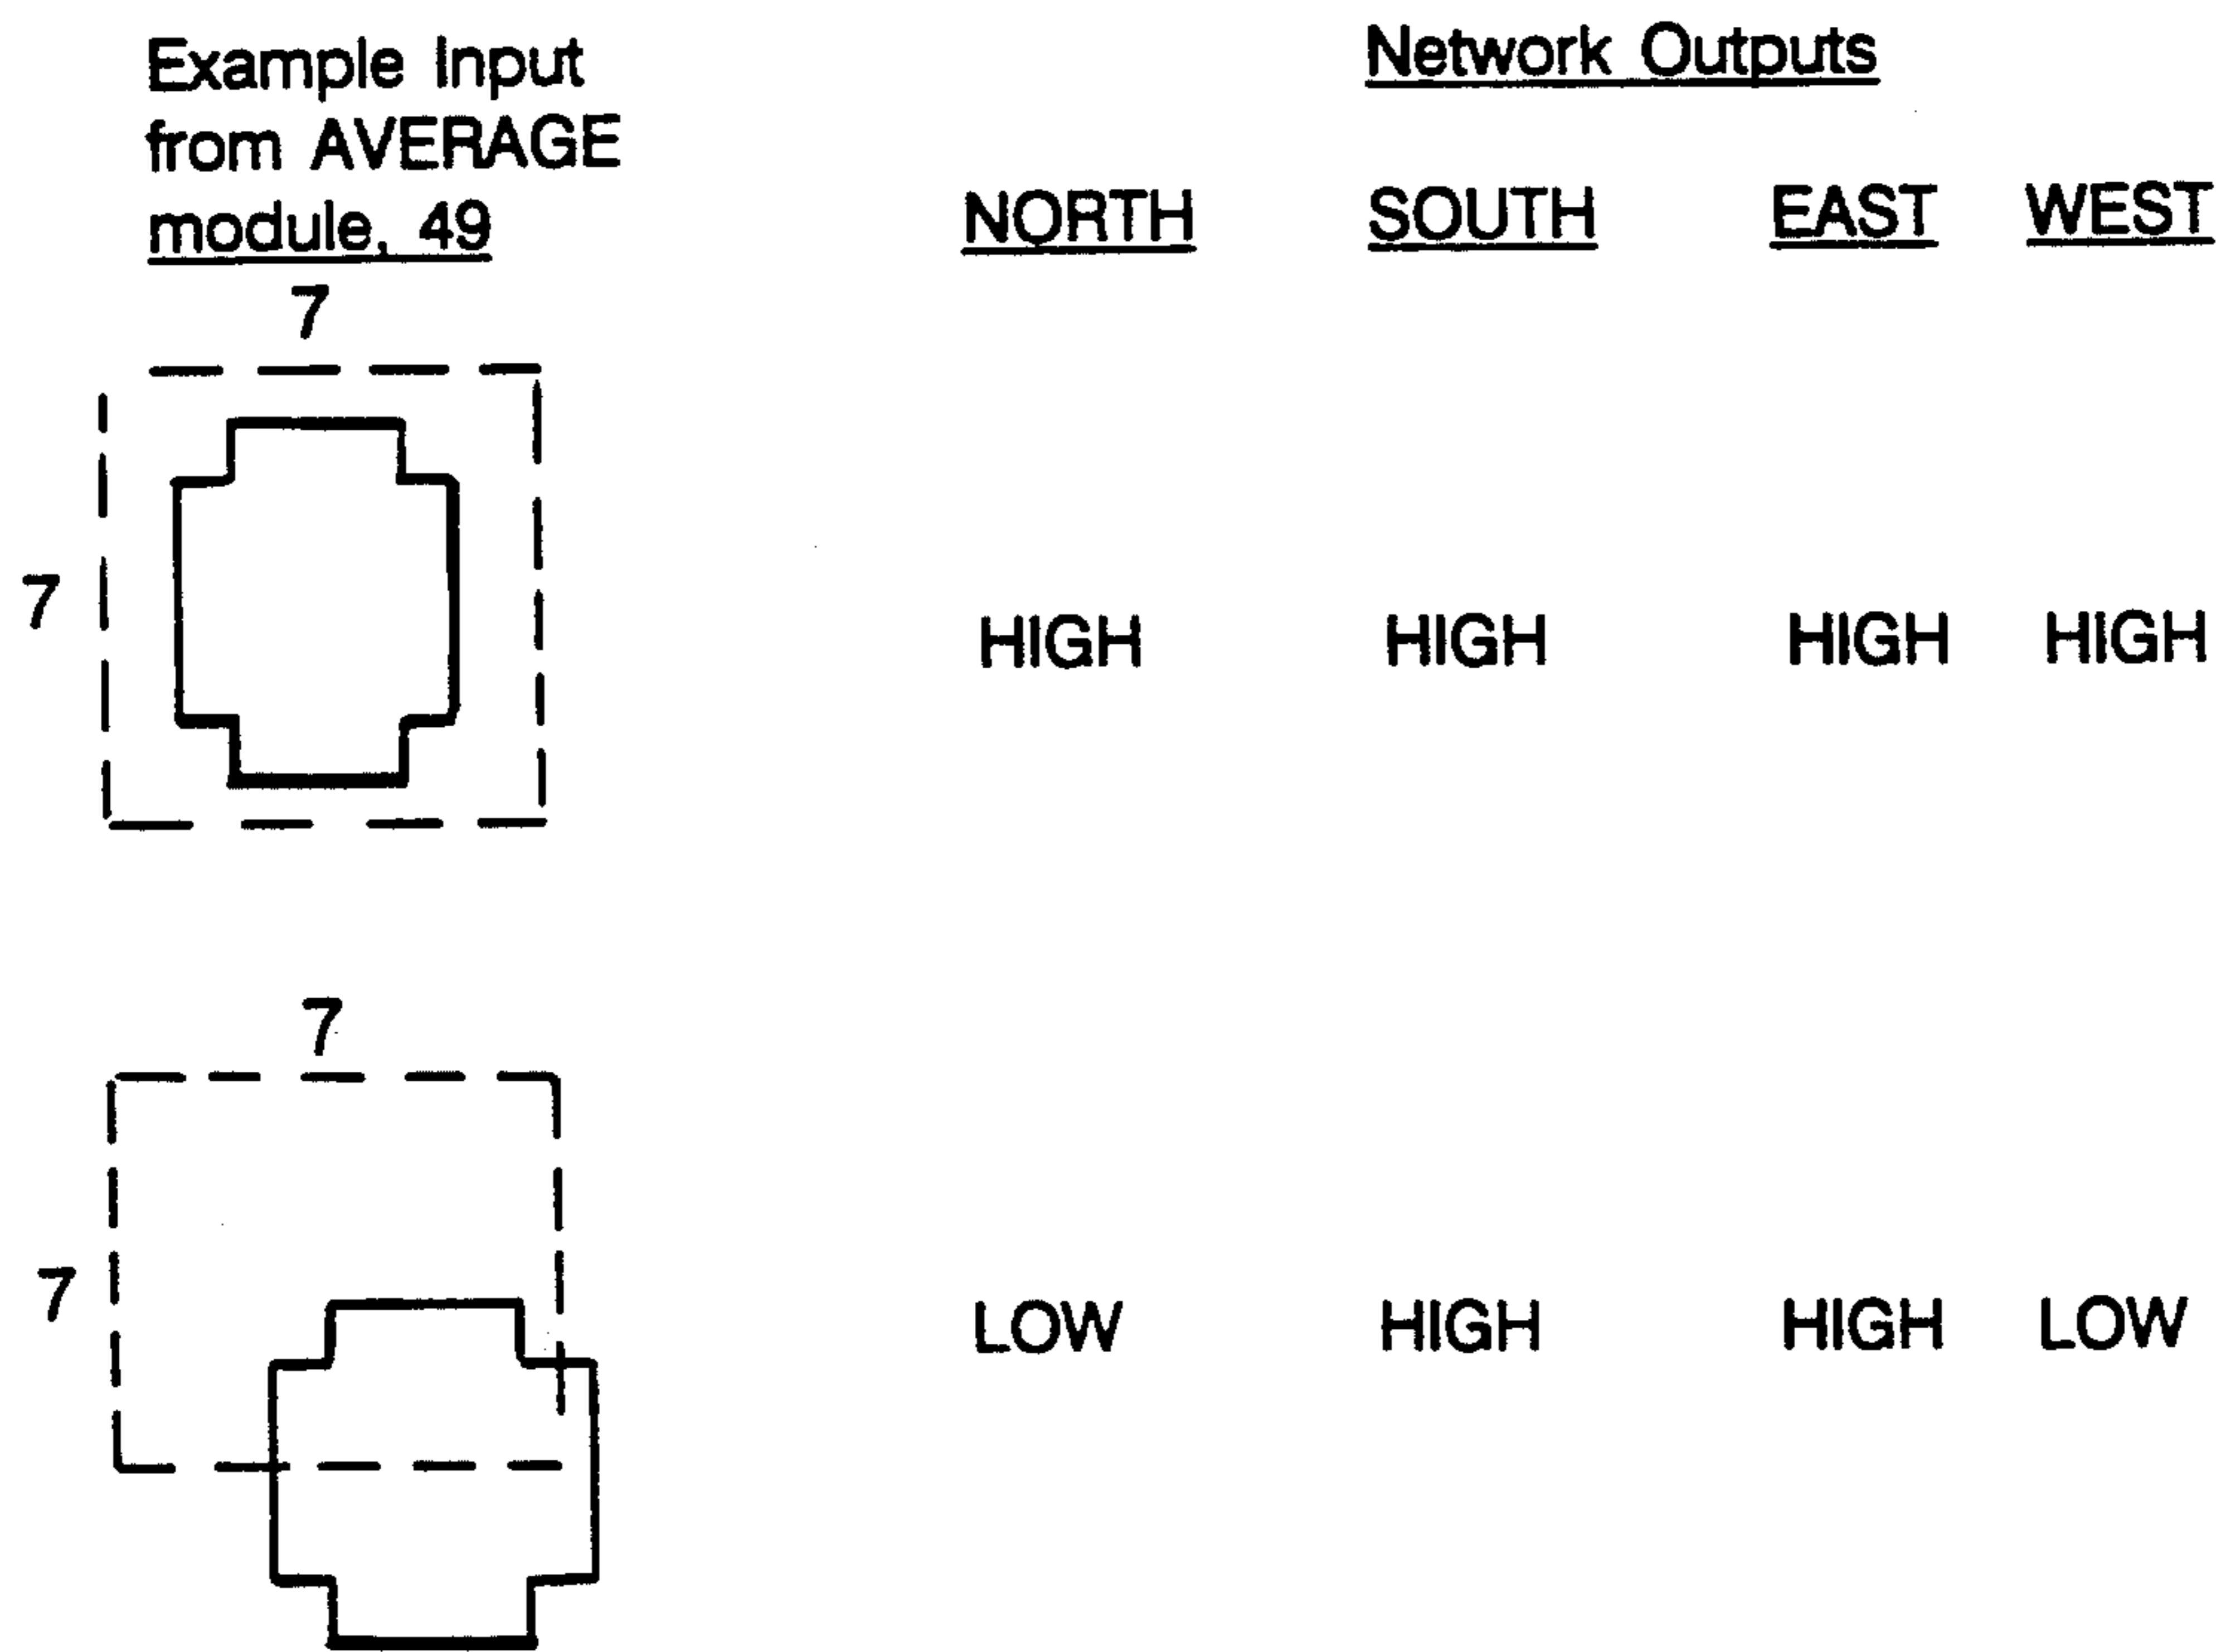 Example Input
from AVERAGE
module, 49
Network Outputs
NORTH SOUTH EAST WEST
7
7
HIGH HIGH HIGH HIGH
7
7
LOW HIGH HIGH LOW